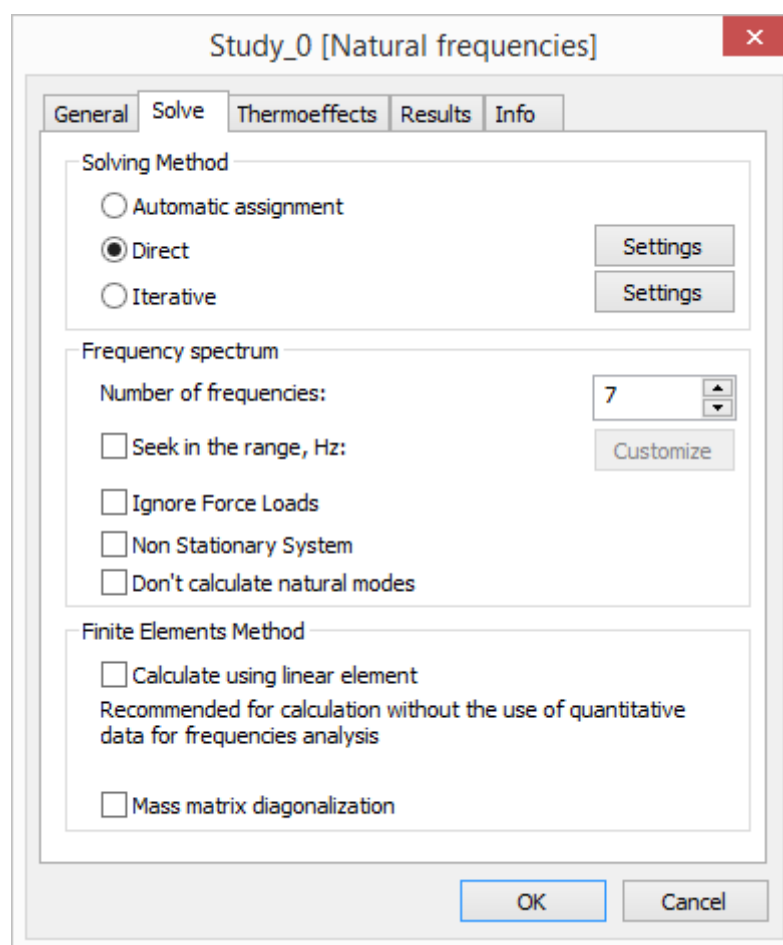 Study_0 [Natural frequencies]
General Solve Thermoeffects Results Info
Solving Method
Automatic assignment
Direct Settings
Iterative Settings
Frequency spectrum
Number of frequencies: 7
Seek in the range, Hz: Customize
Ignore Force Loads
Non Stationary System
Don't calculate natural modes
Finite Elements Method
Calculate using linear element
Recommended for calculation without the use of quantitative
data for frequencies analysis
Mass matrix diagonalization
OK Cancel